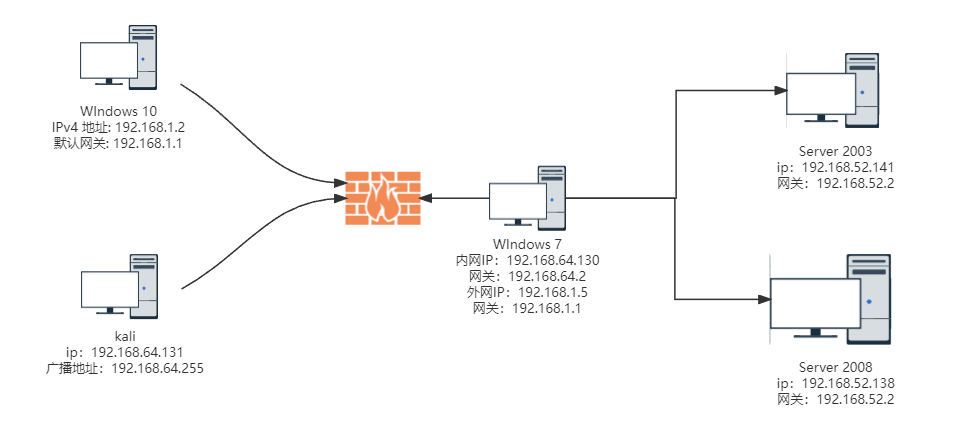 WIndows 10
IPv4 地址: 192.168.1.2
默认网关: 192.168.1.1
kali
ip：192.168.64.131
广播地址：192.168.64.255
WIndows 7
内网IP：192.168.64.130
网关：192.168.64.2
外网IP：192.168.1.5
网关：192.168.1.1
Server 2003
ip：192.168.52.141
网关：192.168.52.2
Server 2008
ip：192.168.52.138
网关：192.168.52.2